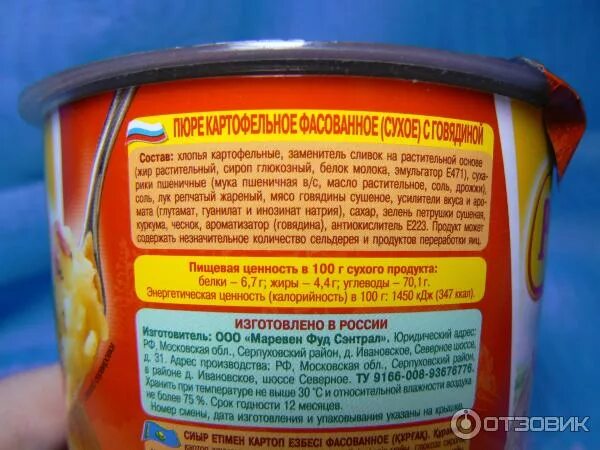 ПЮРЕ КАРТОФЕЛЬНОЕ ФАСОВАННОЕ (СУХОЕ) С ГОВЯДИНОЙ
Состав: хлопья картофельные, заменитель сливок на растительной основе
(жир растительный, сироп глюкозный, белок молока, эмульгатор Е471), суха-
рики пшеничные (мука пшеничная в/с, масло растительное, соль, дрожжи),
соль, лук репчатый жареный, мясо говядины сушеное, усилители вкуса и аро-
мата (глутамат, гуанилат и инозинат натрия), сахар, зелень петрушки сушеная,
куркума, чеснок, ароматизатор (говядина), антиокислитель Е223. Продукт может
содержать незначительное количество сельдерея и продуктов переработки яиц.
Пищевая ценность в 100 г сухого продукта:
белки – 6,7 г; жиры – 4,4 г; углеводы – 70,1 г.
Энергетическая ценность (калорийность) в 100 г: 1450 кДж (347 ккал).
ИЗГОТОВЛЕНО В РОССИИ
Изготовитель: ООО «Маревен Фуд Сэнтрал». Юридический адрес:
РФ, Московская обл., Серпуховский район, д. Ивановское, Северное шоссе,
д. 31. Адрес производства: РФ, Московская обл., Серпуховский район,
в районе д. Ивановское, шоссе Северное. ТУ 9166-008-93676776.
Хранить при температуре не выше 30 °С и относительной влажности воздуха
не более 75 %. Срок годности 12 месяцев.
Номер смены, дата изготовления и упаковывания указаны на крышке.
СИЫР ЕТІМЕН КАРТОП ЕЗБЕСІ ФАСОВАННОЕ (ҚҰРҒАҚ).
ОТЗОВИК